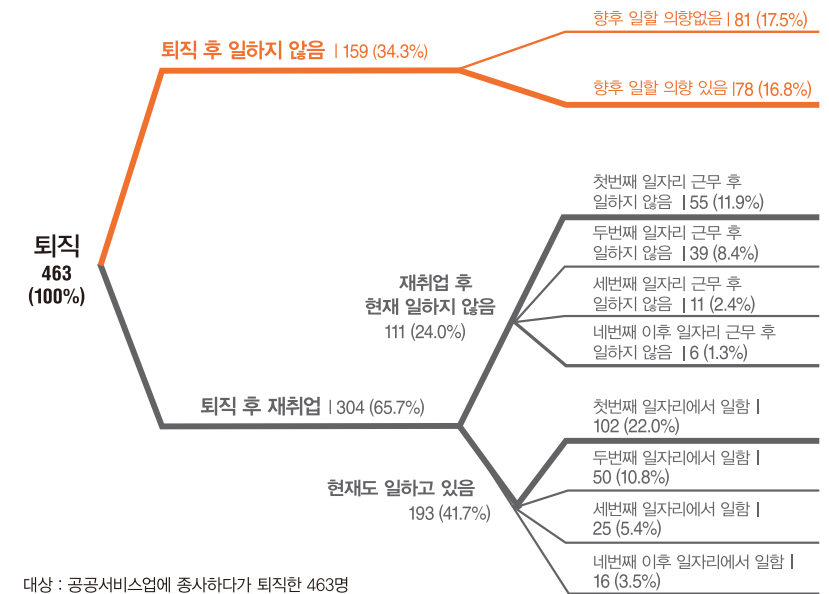 향후 일할 의향없음 | 81 (17.5%)
퇴직 후 일하지 않음 | 159 (34.3%)
향후 일할 의향 있음 |78 (16.8%)
퇴직
463
(100%)
첫번째 일자리 근무 후
일하지 않음 | 55 (11.9%)
두번째 일자리 근무 후
일하지 않음 | 39 (8.4%)
재취업 후
현재 일하지 않음
111 (24.0%)
세번째 일자리 근무 후
일하지 않음 | 11 (2.4%)
네번째 이후 일자리 근무 후
일하지 않음 | 6 (1.3%)
퇴직 후 재취업 | 304 (65.7%)
첫번째 일자리에서 일함 |
102 (22.0%)
두번째 일자리에서 일함 |
50 (10.8%)
현재도 일하고 있음
193 (41.7%)
세번째 일자리에서 일함 |
25 (5.4%)
네번째 이후 일자리에서 일함 |
16 (3.5%)
대상 : 공공서비스업에 종사하다가 퇴직한 463명